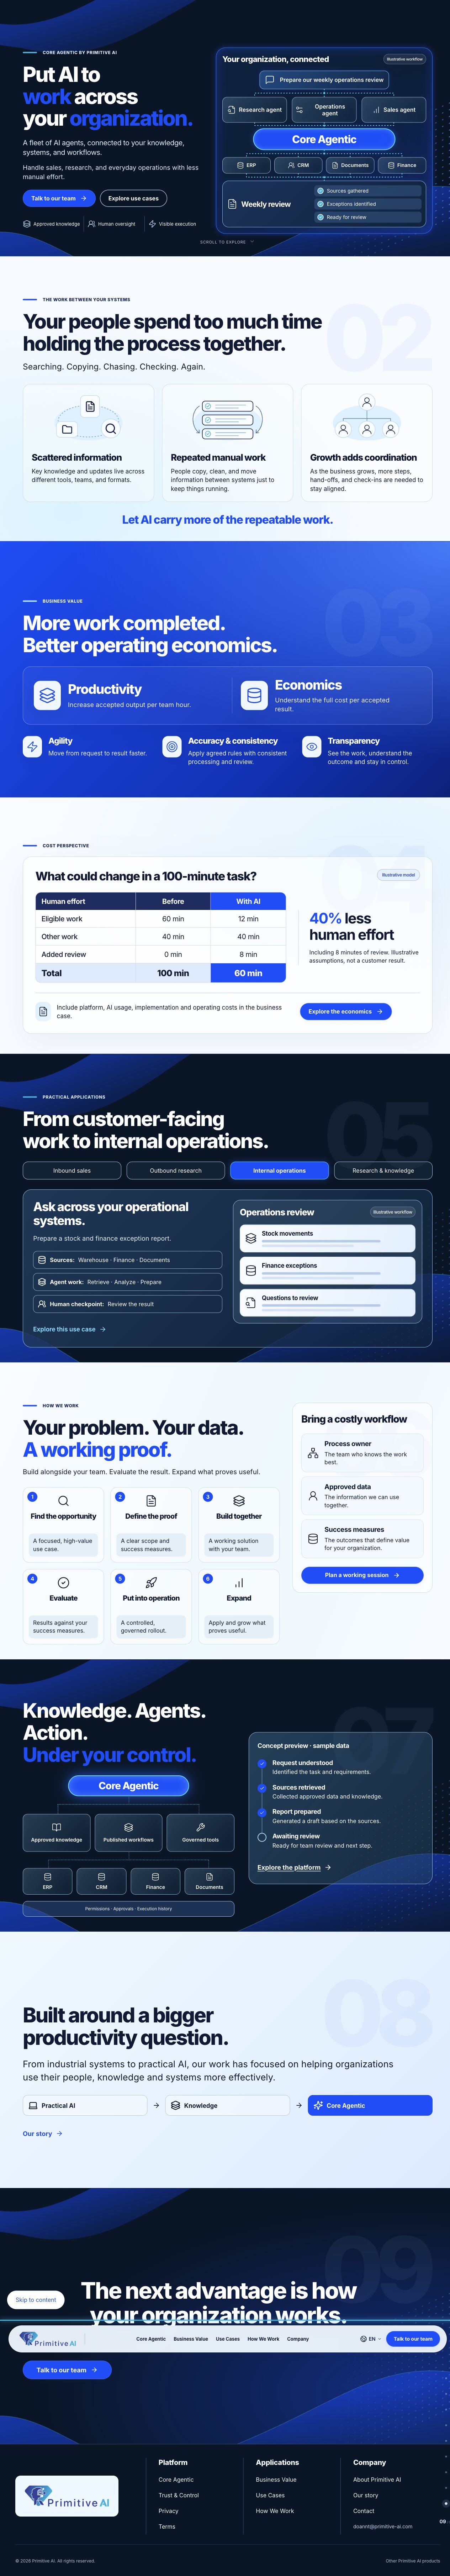 CORE AGENTIC BY PRIMITIVE AI
Put AI to
work across
your organization.
A fleet of AI agents, connected to your knowledge,
systems, and workflows.
Handle sales, research, and everyday operations with less
manual effort.
Talk to our team →
Explore use cases
Approved knowledge
Human oversight
Visible execution
Your organization, connected
Illustrative workflow
Prepare our weekly operations review
Research agent
Operations
agent
Sales agent
Core Agentic
ERP
CRM
Documents
Finance
Weekly review
Sources gathered
Exceptions identified
Ready for review
SCROLL TO EXPLORE
02
THE WORK BETWEEN YOUR SYSTEMS
Your people spend too much time
holding the process together.
Searching. Copying. Chasing. Checking. Again.
Scattered information
Key knowledge and updates live across
different tools, teams, and formats.
Repeated manual work
People copy, clean, and move
information between systems just to
keep things running.
Growth adds coordination
As the business grows, more steps,
hand-offs, and check-ins are needed to
stay aligned.
Let AI carry more of the repeatable work.
03
BUSINESS VALUE
More work completed.
Better operating economics.
Productivity
Increase accepted output per team hour.
Economics
Understand the full cost per accepted
result.
Agility
Move from request to result faster.
Accuracy & consistency
Apply agreed rules with consistent
processing and review.
Transparency
See the work, understand the
outcome and stay in control.
04
COST PERSPECTIVE
What could change in a 100-minute task?
Illustrative model
Human effort Before With AI
Eligible work 60 min 12 min
Other work 40 min 40 min
Added review 0 min 8 min
Total 100 min 60 min
40% less
human effort
Including 8 minutes of review. Illustrative
assumptions, not a customer result.
Include platform, AI usage, implementation and operating costs in the business
case.
Explore the economics →
05
PRACTICAL APPLICATIONS
From customer-facing
work to internal operations.
Inbound sales
Outbound research
Internal operations
Research & knowledge
Ask across your operational
systems.
Prepare a stock and finance exception report.
Sources: Warehouse · Finance · Documents
Agent work: Retrieve · Analyze · Prepare
Human checkpoint: Review the result
Explore this use case →
Operations review
Illustrative workflow
Stock movements
Finance exceptions
Questions to review
HOW WE WORK
Your problem. Your data.
A working proof.
Build alongside your team. Evaluate the result. Expand what proves useful.
1
Find the opportunity
A focused, high-value
use case.
2
Define the proof
A clear scope and
success measures.
3
Build together
A working solution
with your team.
4
Evaluate
Results against your
success measures.
5
Put into operation
A controlled,
governed rollout.
6
Expand
Apply and grow what
proves useful.
Bring a costly workflow
Process owner
The team who knows the work
best.
Approved data
The information we can use
together.
Success measures
The outcomes that define value
for your organization.
Plan a working session →
07
Knowledge. Agents.
Action.
Under your control.
Core Agentic
Approved knowledge
Published workflows
Governed tools
ERP
CRM
Finance
Documents
Permissions · Approvals · Execution history
Concept preview · sample data
Request understood
Identified the task and requirements.
Sources retrieved
Collected approved data and knowledge.
Report prepared
Generated a draft based on the sources.
Awaiting review
Ready for team review and next step.
Explore the platform →
08
Built around a bigger
productivity question.
From industrial systems to practical AI, our work has focused on helping organizations
use their people, knowledge and systems more effectively.
Practical AI
→
Knowledge
→
Core Agentic
Our story →
09
The next advantage is how
your organization works.
Skip to content
Primitive AI
Core Agentic
Business Value
Use Cases
How We Work
Company
EN
Talk to our team
Talk to our team →
Primitive AI
Platform
Core Agentic
Trust & Control
Privacy
Terms
Applications
Business Value
Use Cases
How We Work
Company
About Primitive AI
Our story
Contact
doannt@primitive-ai.com
09
© 2026 Primitive AI. All rights reserved.
Other Primitive AI products